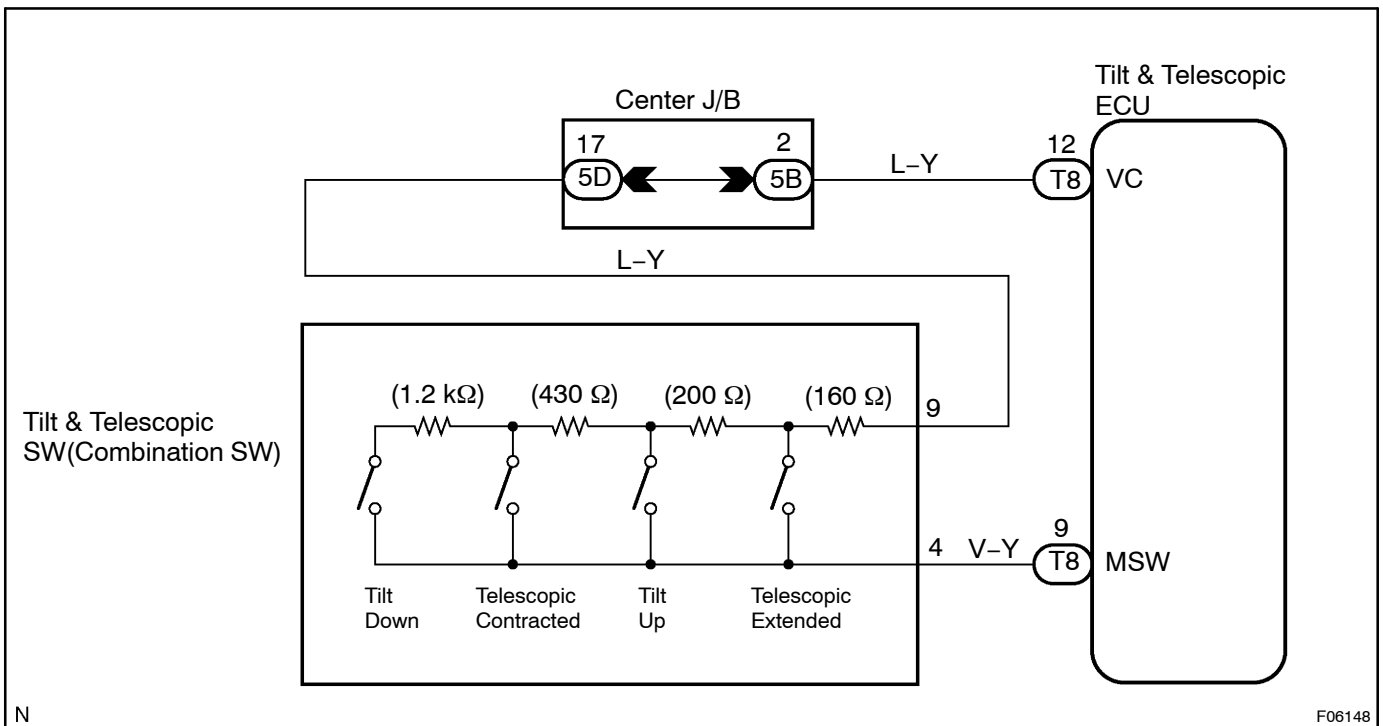 Tilt & Telescopic
ECU
Center J/B
17
2
12
5D
5B
L−Y
T8
VC
L−Y
(1.2 kΩ)
(430 Ω)
(200 Ω)
(160 Ω)
9
Tilt & Telescopic
SW(Combination SW)
4
V−Y
9
T8
MSW
Tilt
Down
Telescopic
Contracted
Tilt
Up
Telescopic
Extended
N
F06148